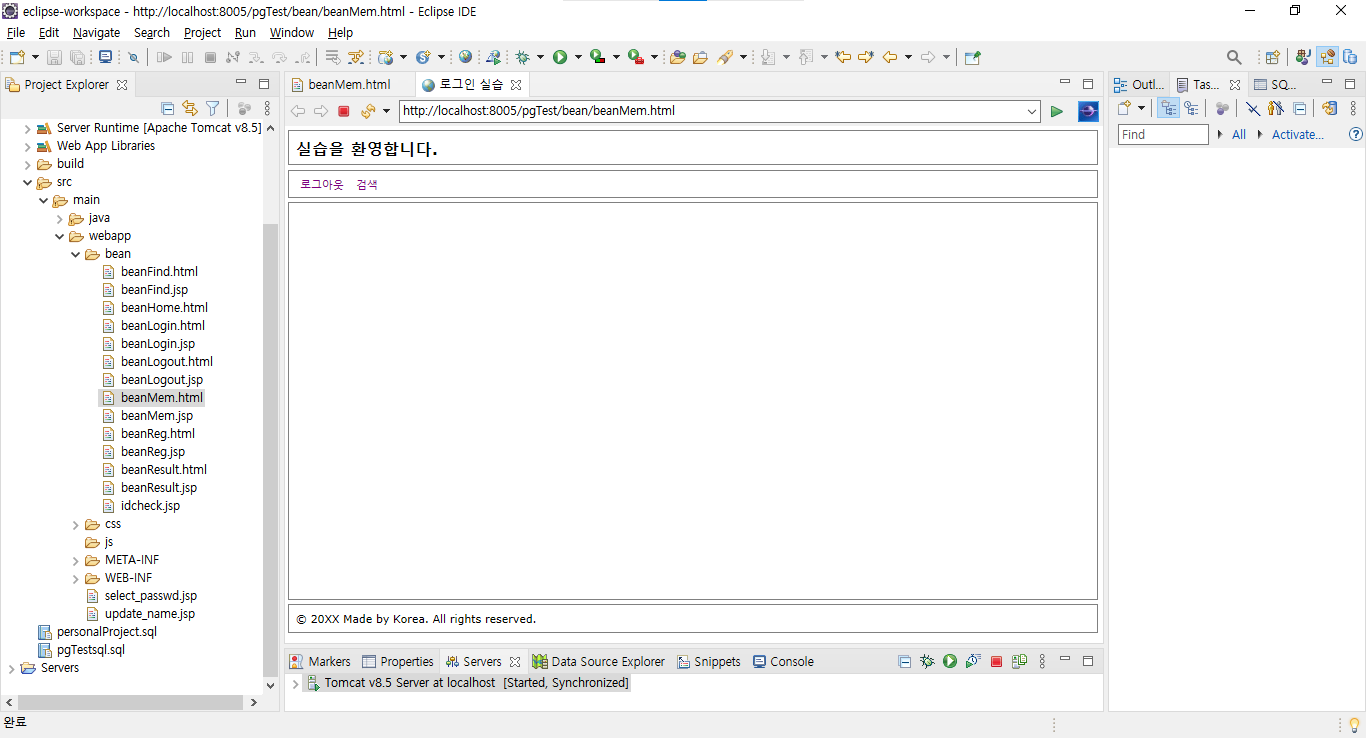 eclipse-workspace - http://localhost:8005/pgTest/bean/beanMem.html - Eclipse IDE
File Edit Navigate Search Project Run Window Help
Project Explorer
Server Runtime [Apache Tomcat v8.5]
Web App Libraries
build
src
main
java
webapp
bean
beanFind.html
beanFind.jsp
beanHome.html
beanLogin.html
beanLogin.jsp
beanLogout.html
beanLogout.jsp
beanMem.html
beanMem.jsp
beanReg.html
beanReg.jsp
beanResult.html
beanResult.jsp
idcheck.jsp
css
js
META-INF
WEB-INF
select_passwd.jsp
update_name.jsp
personalProject.sql
pgTestsql.sql
Servers
beanMem.html 로그인 실습
http://localhost:8005/pgTest/bean/beanMem.html
실습을 환영합니다.
로그아웃 검색
© 20XX Made by Korea. All rights reserved.
Markers Properties Servers Data Source Explorer Snippets Console
Tomcat v8.5 Server at localhost [Started, Synchronized]
Outl... Tas... SQ...
Find All Activate...
완료